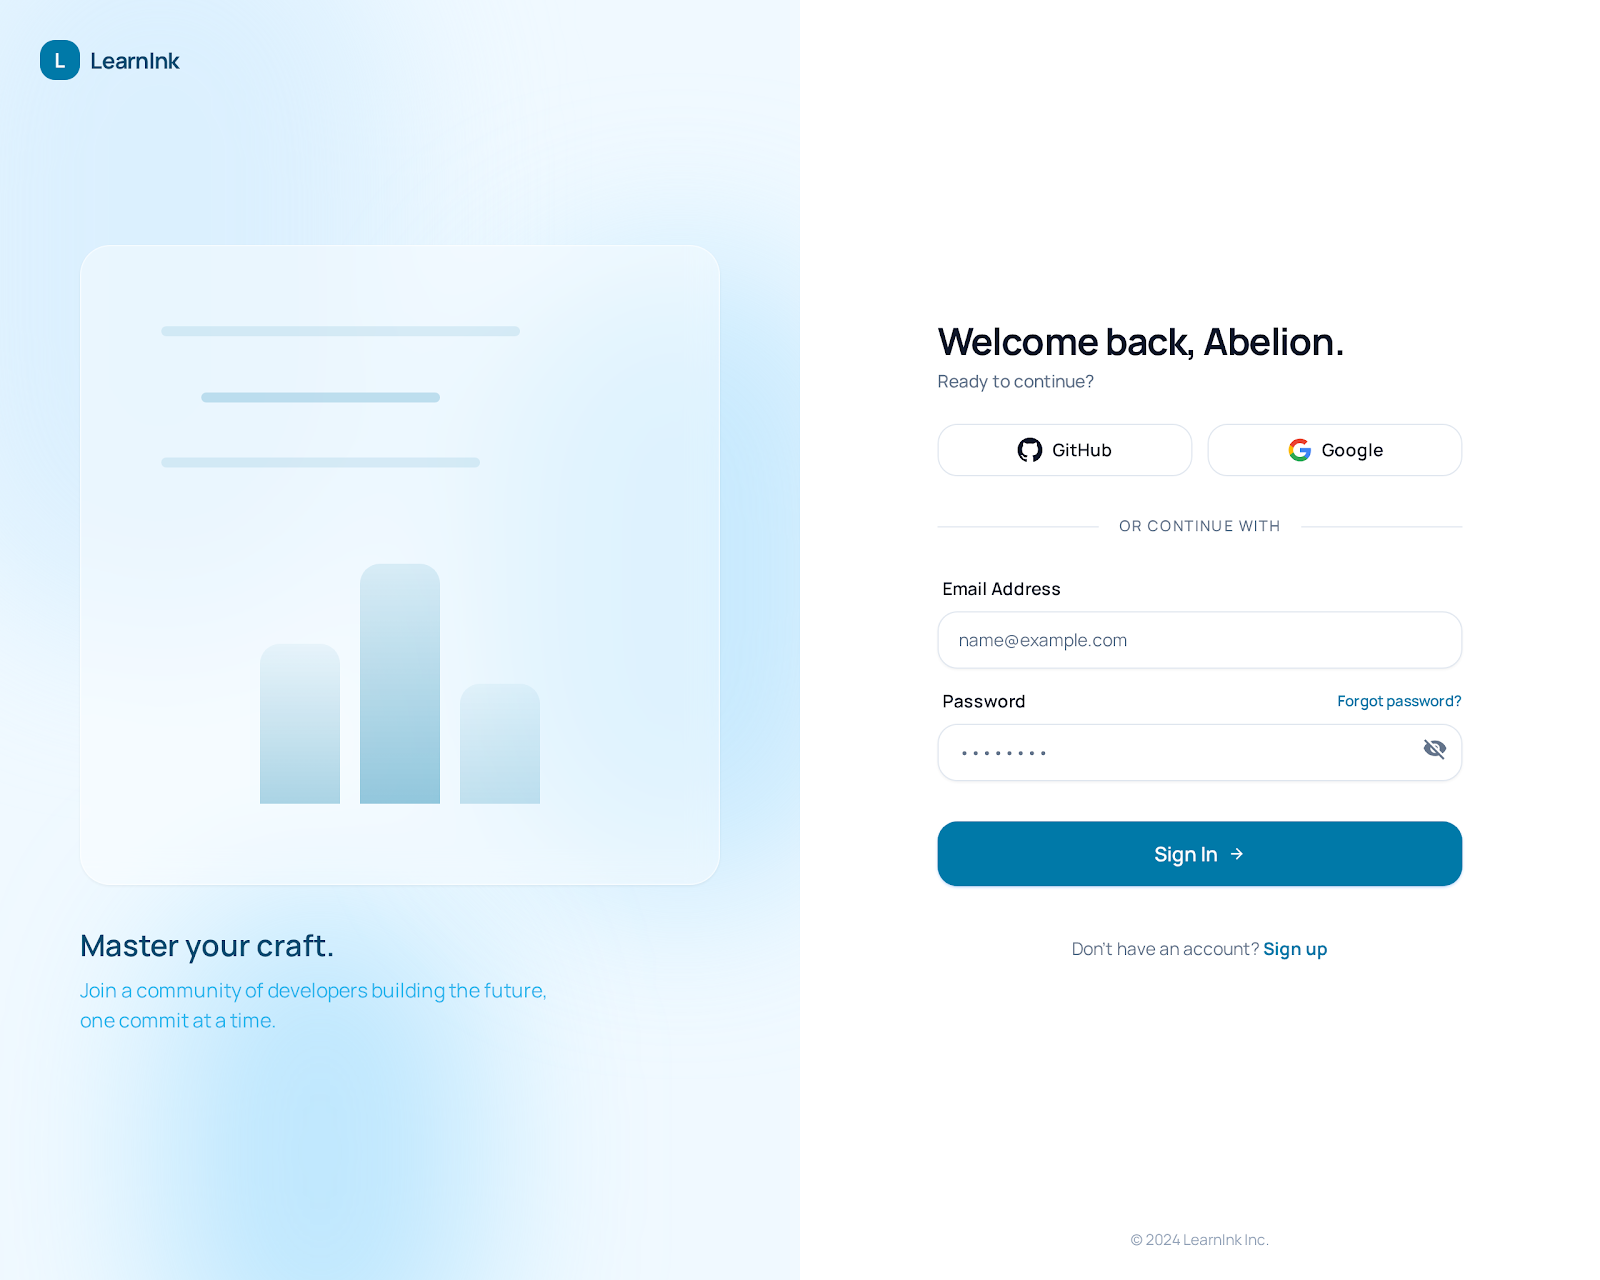 L LearnInk
Master your craft.
Join a community of developers building the future,
one commit at a time.
Welcome back, Abelion.
Ready to continue?
GitHub
Google
OR CONTINUE WITH
Email Address
name@example.com
Password
Forgot password?
••••••••
Sign In →
Don't have an account? Sign up
© 2024 LearnInk Inc.